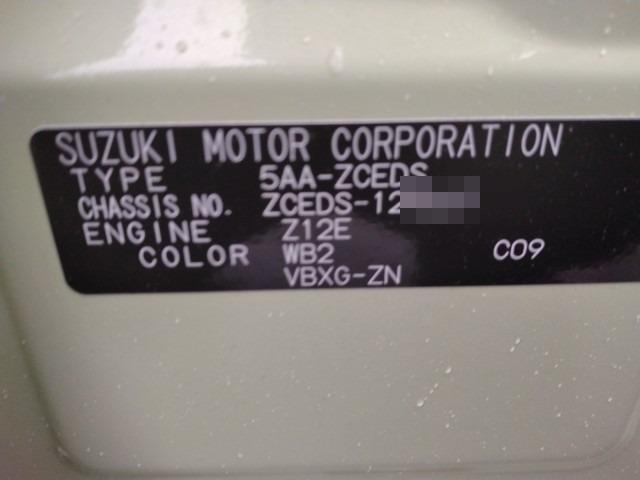 SUZUKI MOTOR CORPORATION
TYPE 5AA-ZCEDS
CHASSIS NO. ZCEDS-12
ENGINE Z12E
COLOR WB2 C09
VBXG-ZN